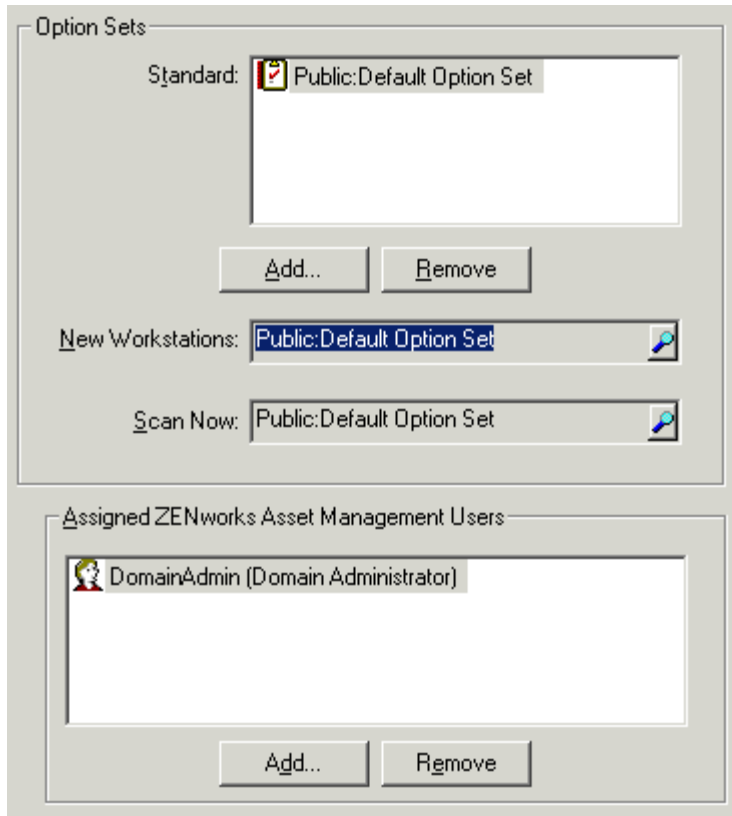 Option Sets
Standard: Public:Default Option Set
Add... Remove
New Workstations: Public:Default Option Set
Scan Now: Public:Default Option Set
Assigned ZENworks Asset Management Users
DomainAdmin (Domain Administrator)
Add... Remove